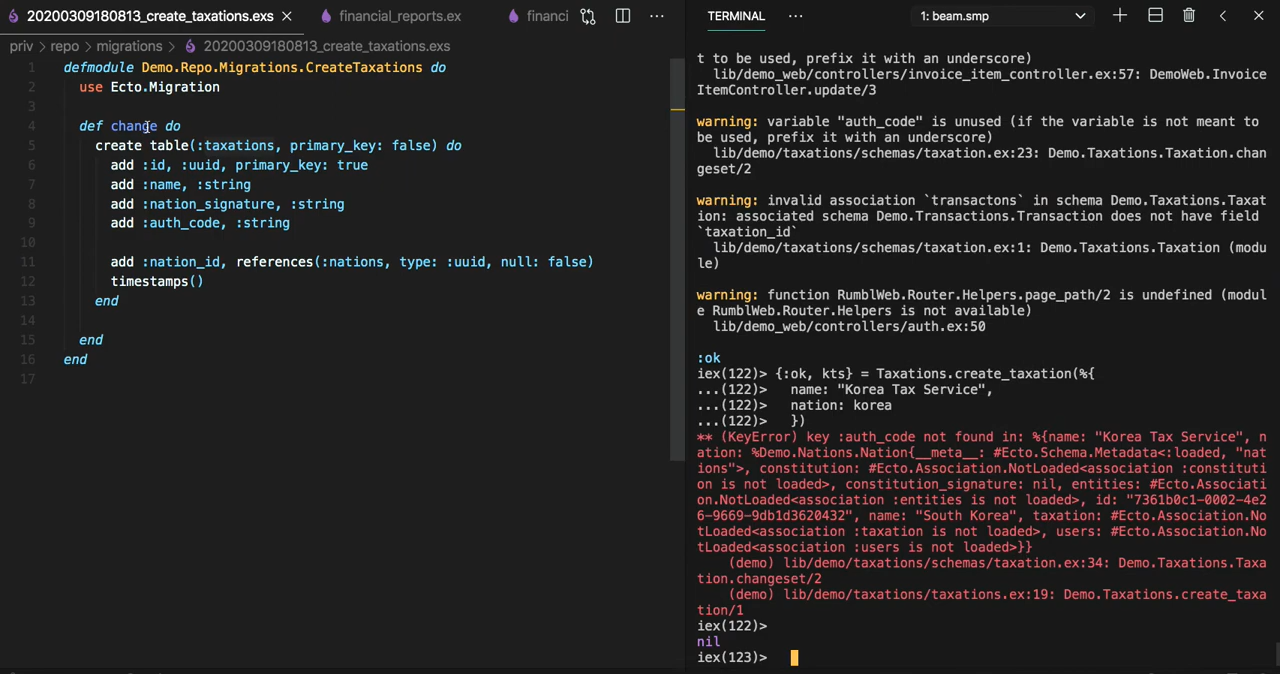 20200309180813_create_taxations.exs
financial_reports.ex
financi
priv > repo > migrations > 20200309180813_create_taxations.exs
1 defmodule Demo.Repo.Migrations.CreateTaxations do
2 use Ecto.Migration
3
4 def change do
5 create table(:taxations, primary_key: false) do
6 add :id, :uuid, primary_key: true
7 add :name, :string
8 add :nation_signature, :string
9 add :auth_code, :string
10
11 add :nation_id, references(:nations, type: :uuid, null: false)
12 timestamps()
13 end
14
15 end
16 end
17
TERMINAL
1: beam.smp
t to be used, prefix it with an underscore)
lib/demo_web/controllers/invoice_item_controller.ex:57: DemoWeb.Invoice
ItemController.update/3
warning: variable "auth_code" is unused (if the variable is not meant to
be used, prefix it with an underscore)
lib/demo/taxations/schemas/taxation.ex:23: Demo.Taxations.Taxation.chan
geset/2
warning: invalid association `transactons` in schema Demo.Taxations.Taxat
ion: associated schema Demo.Transactions.Transaction does not have field
`taxation_id`
lib/demo/taxations/schemas/taxation.ex:1: Demo.Taxations.Taxation (modu
le)
warning: function RumblWeb.Router.Helpers.page_path/2 is undefined (modul
e RumblWeb.Router.Helpers is not available)
lib/demo_web/controllers/auth.ex:50
:ok
iex(122)> {:ok, kts} = Taxations.create_taxation(%{
...(122)> name: "Korea Tax Service",
...(122)> nation: korea
...(122)> })
** (KeyError) key :auth_code not found in: %{name: "Korea Tax Service", n
ation: %Demo.Nations.Nation{__meta__: #Ecto.Schema.Metadata<:loaded, "nat
ions">, constitution: #Ecto.Association.NotLoaded<association :constituti
on is not loaded>, constitution_signature: nil, entities: #Ecto.Associati
on.NotLoaded<association :entities is not loaded>, id: "7361b0c1-0002-4e2
6-9669-9db1d3620432", name: "South Korea", taxation: #Ecto.Association.No
tLoaded<association :taxation is not loaded>, users: #Ecto.Association.No
tLoaded<association :users is not loaded>}}
(demo) lib/demo/taxations/schemas/taxation.ex:34: Demo.Taxations.Taxa
tion.changeset/2
(demo) lib/demo/taxations/taxations.ex:19: Demo.Taxations.create_taxa
tion/1
iex(122)>
nil
iex(123)>